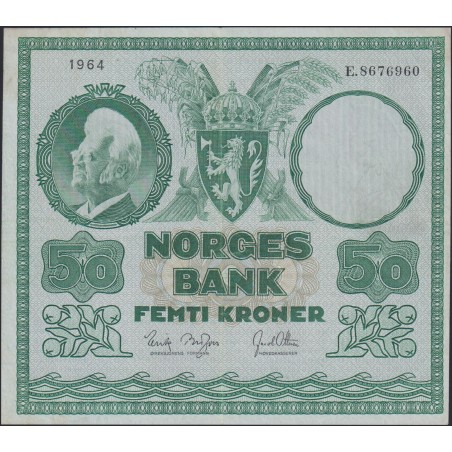 1964
E.8676960
NORGES
50 BANK 50
FEMTI KRONER